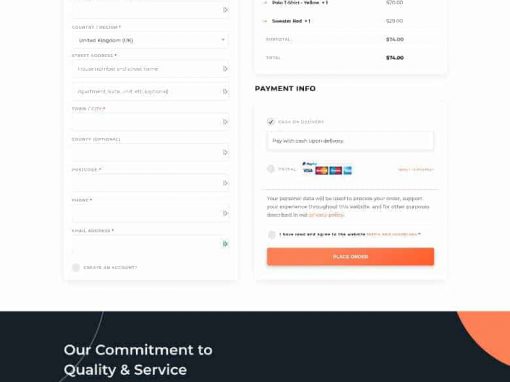 Polo T-Shirt - Yellow × 1 $70.00
COUNTRY / REGION *
Sweater Red × 1
United Kingdom (UK)
SUBTOTAL $74.00
STREET ADDRESS *
TOTAL $74.00
House number and street name
PAYMENT INFO
Apartment, suite, unit, etc. (optional)
TOWN / CITY *
CASH ON DELIVERY
COUNTY (OPTIONAL)
Pay with cash upon delivery.
POSTCODE *
PAYPAL
PayPal
VISA
Your personal data will be used to process your order, support
PHONE *
your experience throughout this website, and for other purposes
described in our privacy policy.
EMAIL ADDRESS *
I have read and agree to the website terms and conditions *
PLACE ORDER
CREATE AN ACCOUNT?
Our Commitment to
Quality & Service